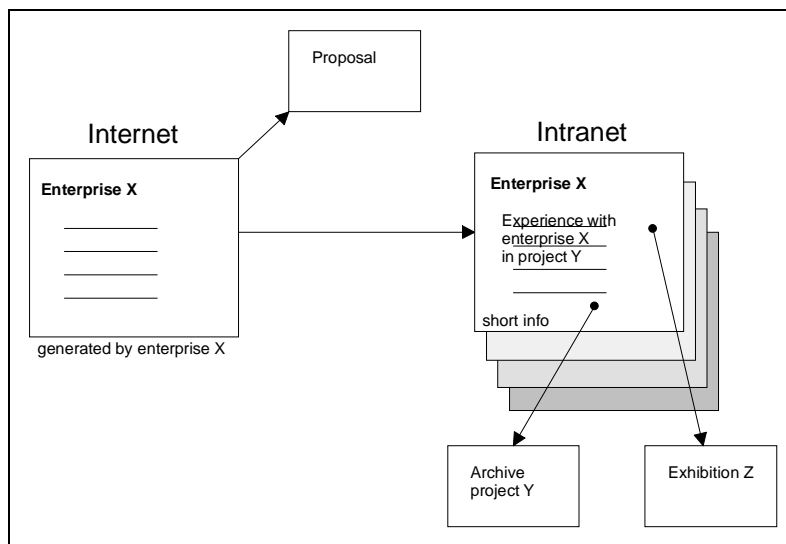 Proposal
Internet
Intranet
Enterprise X
generated by enterprise X
Enterprise X
Experience with
enterprise X
in project Y
short info
Archive
project Y
Exhibition Z